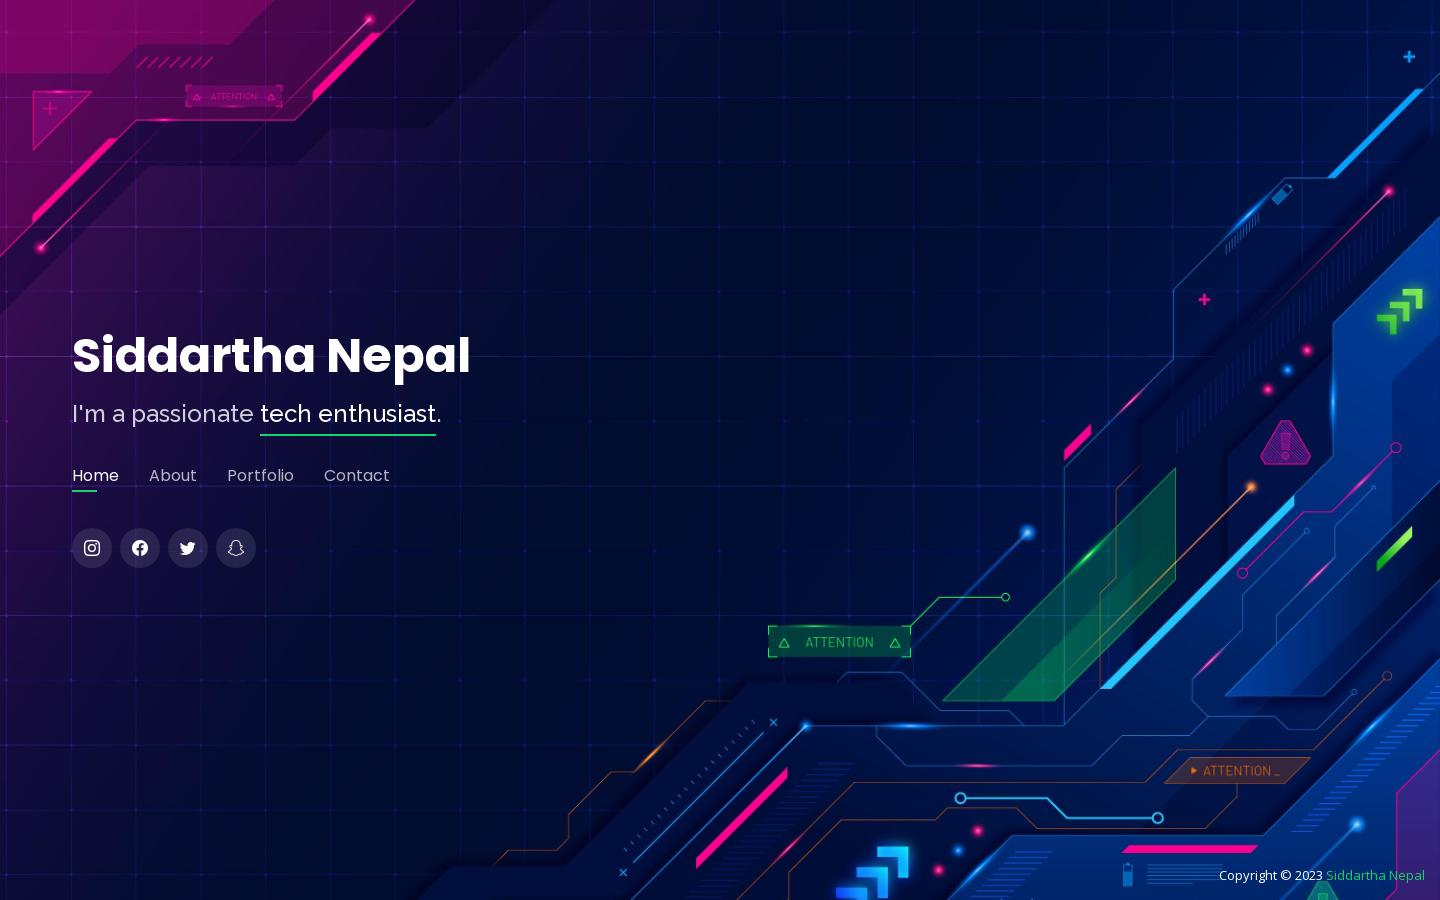 ATTENTION
Siddartha Nepal
I'm a passionate tech enthusiast.
Home About Portfolio Contact
ATTENTION
ATTENTION _
Copyright © 2023 Siddartha Nepal